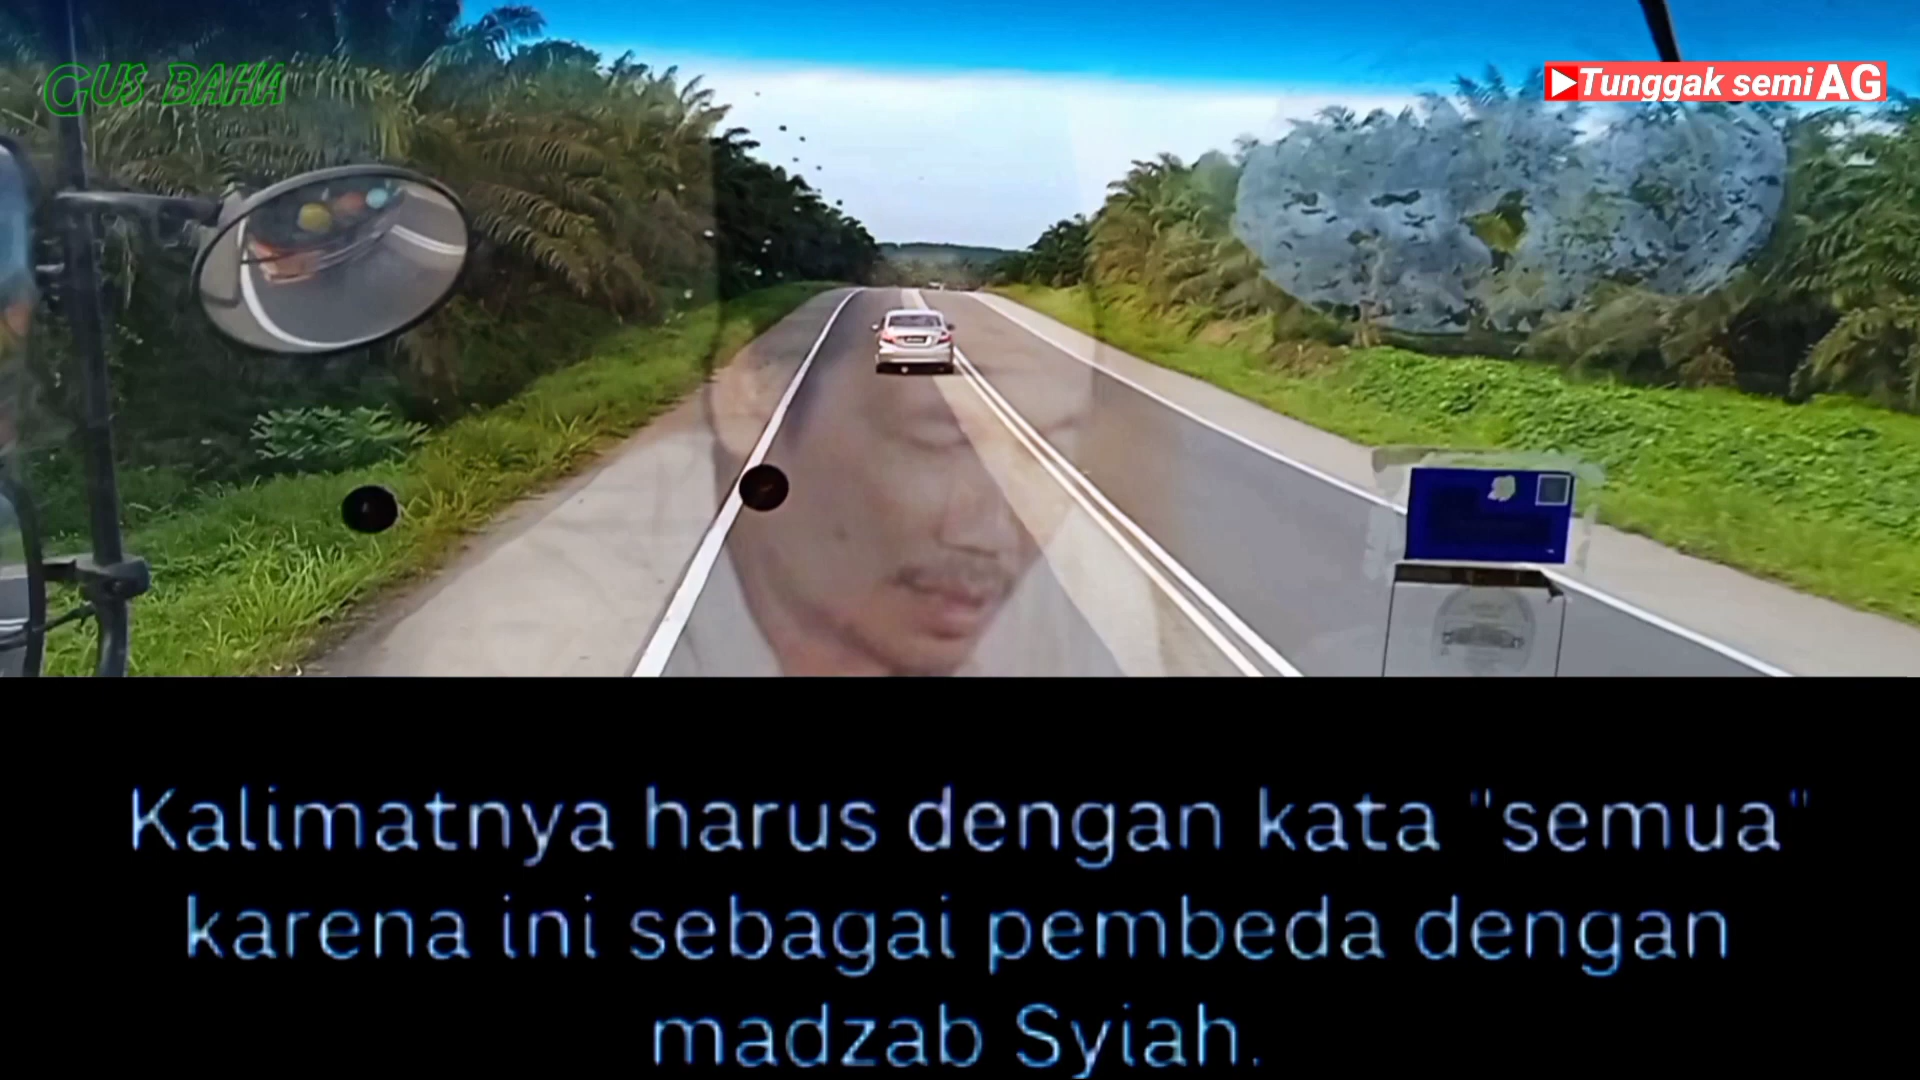 GUS BAHA
Tunggak semi AG
Kalimatnya harus dengan kata "semua"
karena ini sebagai pembeda dengan
madzab Syiah.